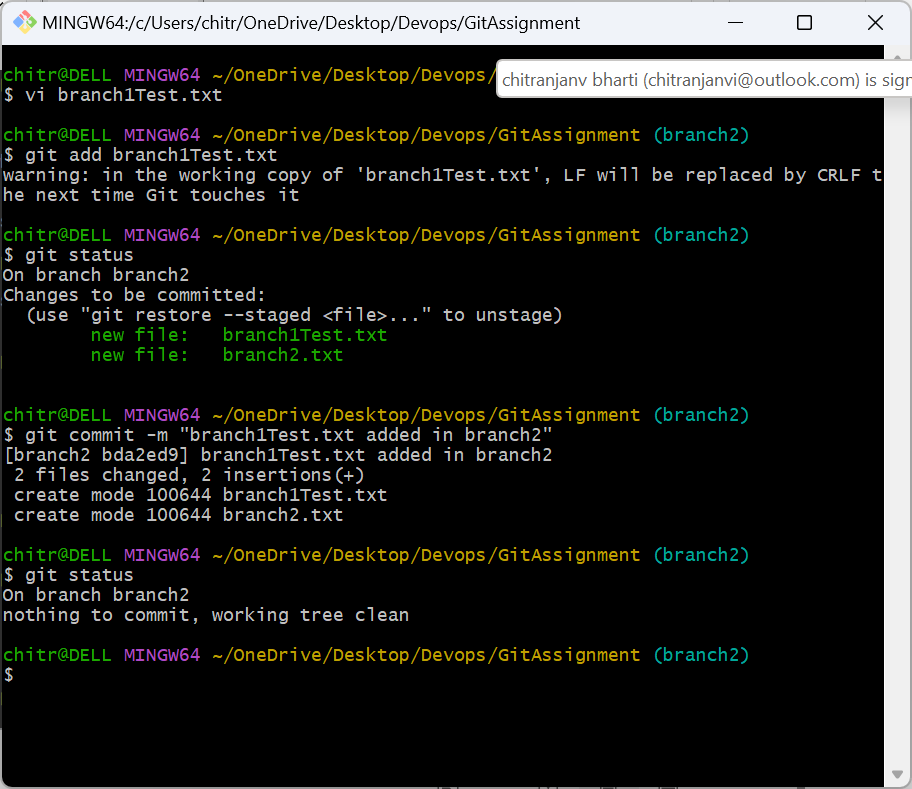 MINGW64:/c/Users/chitr/OneDrive/Desktop/Devops/GitAssignment
chitr@DELL MINGW64 ~/OneDrive/Desktop/Devops/
chitranjanv bharti (chitranjanvi@outlook.com) is sign
$ vi branch1Test.txt
chitr@DELL MINGW64 ~/OneDrive/Desktop/Devops/GitAssignment (branch2)
$ git add branch1Test.txt
warning: in the working copy of 'branch1Test.txt', LF will be replaced by CRLF t
he next time Git touches it
chitr@DELL MINGW64 ~/OneDrive/Desktop/Devops/GitAssignment (branch2)
$ git status
On branch branch2
Changes to be committed:
  (use "git restore --staged <file>..." to unstage)
        new file:   branch1Test.txt
        new file:   branch2.txt
chitr@DELL MINGW64 ~/OneDrive/Desktop/Devops/GitAssignment (branch2)
$ git commit -m "branch1Test.txt added in branch2"
[branch2 bda2ed9] branch1Test.txt added in branch2
 2 files changed, 2 insertions(+)
 create mode 100644 branch1Test.txt
 create mode 100644 branch2.txt
chitr@DELL MINGW64 ~/OneDrive/Desktop/Devops/GitAssignment (branch2)
$ git status
On branch branch2
nothing to commit, working tree clean
chitr@DELL MINGW64 ~/OneDrive/Desktop/Devops/GitAssignment (branch2)
$